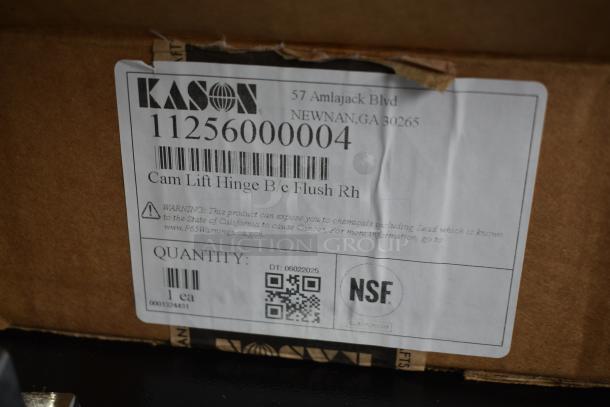 KASON
57 Amlajack Blvd
NEWNAN,GA 30265
11256000004
Cam Lift Hinge B/c Flush Rh
WARNING: This product can expose you to chemicals including Lead which is known
to the State of California to cause Cancer. For more information, go to
www.P65Warnings
AUCTION GROUP
QUANTITY:
1 ea
DT: 06022025
NSF